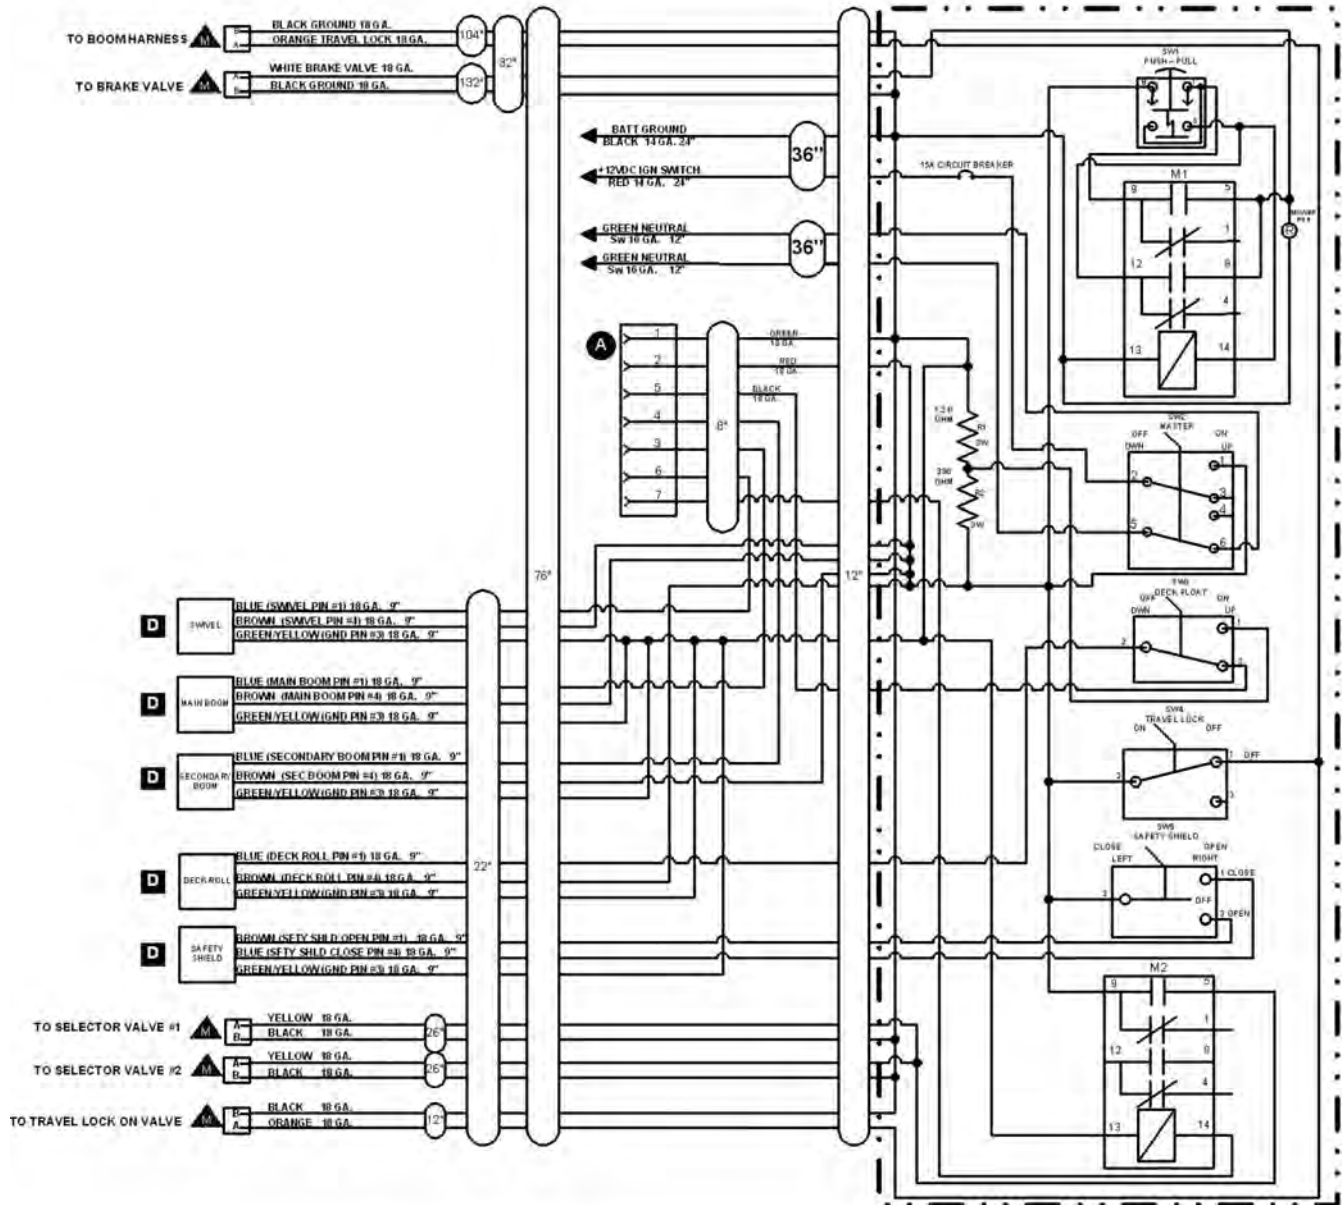 BLACK GROUND 18 GA.
TO BOOM HARNESS M B
A ORANGE TRAVEL LOCK 18 GA.
104"
82"
WHITE BRAKE VALVE 18 GA.
TO BRAKE VALVE M A
B BLACK GROUND 18 GA.
132"
SW1
PUSH - PULL
BATT GROUND
BLACK 14 GA. 24"
36"
+12VDC IGN SWITCH
RED 14 GA. 24"
15A CIRCUIT BREAKER
GREEN NEUTRAL
Sw 16 GA. 12"
36"
GREEN NEUTRAL
Sw 16 GA. 12"
M1
9 5
1
12 8
4
13 14
R
A
1
2
5
4
3
6
7
8"
GREEN
18 GA.
RED
18 GA.
BLACK
18 GA.
OHM
R1
3W
OHM
R2
3W
SW2
MASTER
OFF ON
DWN UP
1
2
3
4
5
6
76"
12"
DECK FLOAT
OFF ON
DWN UP
1
2
3
D SWIVEL
BLUE (SWIVEL PIN #1) 18 GA. 9"
BROWN (SWIVEL PIN #4) 18 GA. 9"
GREEN/YELLOW (GND PIN #3) 18 GA. 9"
D MAIN BOOM
BLUE (MAIN BOOM PIN #1) 18 GA. 9"
BROWN (MAIN BOOM PIN #4) 18 GA. 9"
GREEN/YELLOW (GND PIN #3) 18 GA. 9"
SW4
TRAVEL LOCK
ON OFF
1 OFF
2
3
D SECONDARY BOOM
BLUE (SECONDARY BOOM PIN #1) 18 GA. 9"
BROWN (SEC BOOM PIN #4) 18 GA. 9"
GREEN/YELLOW (GND PIN #3) 18 GA. 9"
SW5
SAFETY SHIELD
CLOSE OPEN
LEFT RIGHT
1 CLOSE
2
OFF
3 OPEN
22"
D DECK ROLL
BLUE (DECK ROLL PIN #1) 18 GA. 9"
BROWN (DECK ROLL PIN #4) 18 GA. 9"
GREEN/YELLOW (GND PIN #3) 18 GA. 9"
D SAFETY SHIELD
BROWN (SFTY SHLD OPEN PIN #1) 18 GA. 9"
BLUE (SFTY SHLD CLOSE PIN #4) 18 GA. 9"
GREEN/YELLOW (GND PIN #3) 18 GA. 9"
M2
9 5
1
12 8
4
13 14
TO SELECTOR VALVE #1 M A YELLOW 18 GA.
B BLACK 18 GA.
26"
TO SELECTOR VALVE #2 M A YELLOW 18 GA.
B BLACK 18 GA.
26"
TO TRAVEL LOCK ON VALVE M B BLACK 18 GA.
A ORANGE 18 GA.
12"